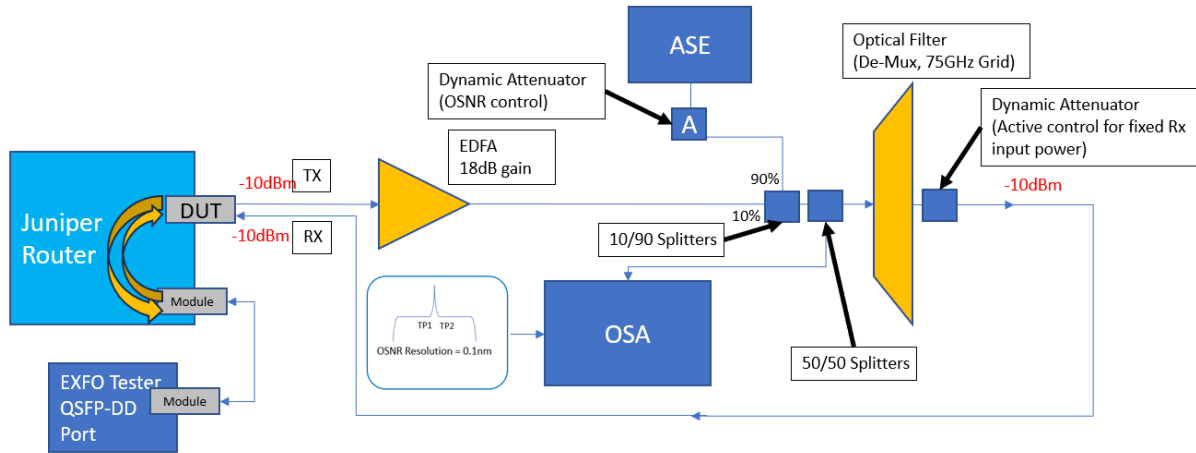 ASE
Optical Filter
(De-Mux, 75GHz Grid)
Dynamic Attenuator
(OSNR control)
A
Dynamic Attenuator
(Active control for fixed Rx
input power)
EDFA
18dB gain
-10dBm
TX
-10dBm
90%
DUT
Juniper
Router
10%
-10dBm
RX
10/90 Splitters
Module
TP1 TP2
OSNR Resolution = 0.1nm
OSA
50/50 Splitters
EXFO Tester
QSFP-DD
Port
Module